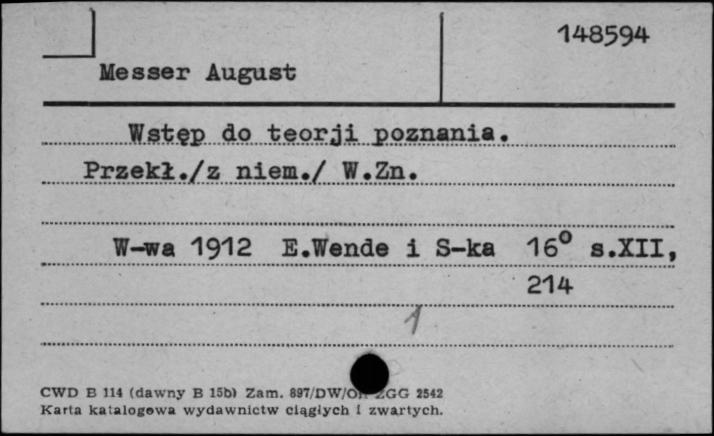 148594
Messer August
Wstęp do teorji poznania.
Przekł./z niem./ W.Zn.
W-wa 1912 E.Wende i S-ka 16° s.XII,
214
1
CWD B 114 (dawny B 15b) Zam. 897/DW/ GG 2542
Karta katalogowa wydawnictw ciągłych i zwartych.